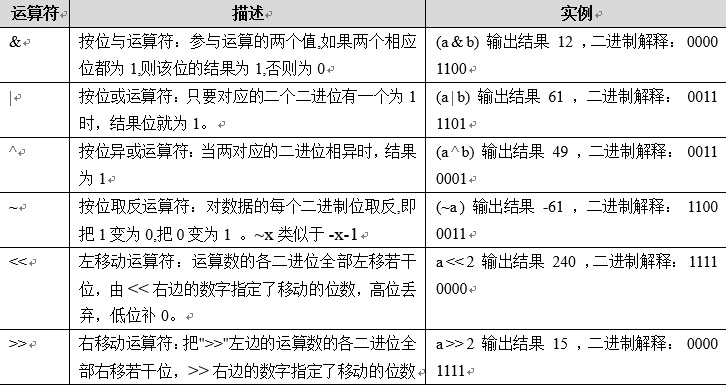 运算符 描述 实例
& 按位与运算符：参与运算的两个值,如果两个相应 (a & b) 输出结果 12 ，二进制解释： 0000
位都为 1,则该位的结果为 1,否则为 0 1100
| 按位或运算符：只要对应的二个二进位有一个为 1 (a | b) 输出结果 61 ，二进制解释： 0011
时，结果位就为 1。 1101
^ 按位异或运算符：当两对应的二进位相异时，结果 (a ^ b) 输出结果 49 ，二进制解释： 0011
为 1 0001
~ 按位取反运算符：对数据的每个二进制位取反,即 (~a ) 输出结果 -61 ，二进制解释： 1100
把 1 变为 0,把 0 变为 1 。~x 类似于 -x-1 0011
<< 左移动运算符：运算数的各二进位全部左移若干 a << 2 输出结果 240 ，二进制解释： 1111
位，由 << 右边的数字指定了移动的位数，高位丢 0000
弃，低位补 0。
>> 右移动运算符：把">>"左边的运算数的各二进位全 a >> 2 输出结果 15 ，二进制解释： 0000
部右移若干位，>> 右边的数字指定了移动的位数 1111